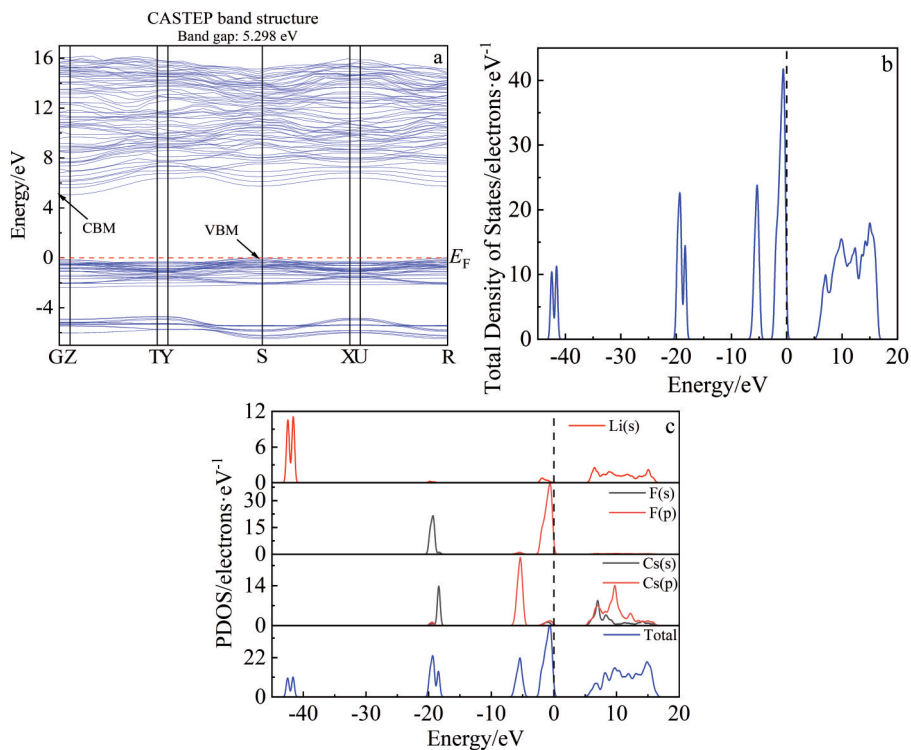 CASTEP band structure
Band gap: 5.298 eV
a
16
12
8
4
0
-4
Energy/eV
CBM
VBM
E_F
GZ TY S XU R
b
40
30
20
10
0
Total Density of States/electrons·eV⁻¹
-40 -30 -20 -10 0 10 20
Energy/eV
c
12
6
0
Li(s)
30
15
0
F(s)
F(p)
14
0
Cs(s)
Cs(p)
22
0
Total
PDOS/electrons·eV⁻¹
-40 -30 -20 -10 0 10 20
Energy/eV